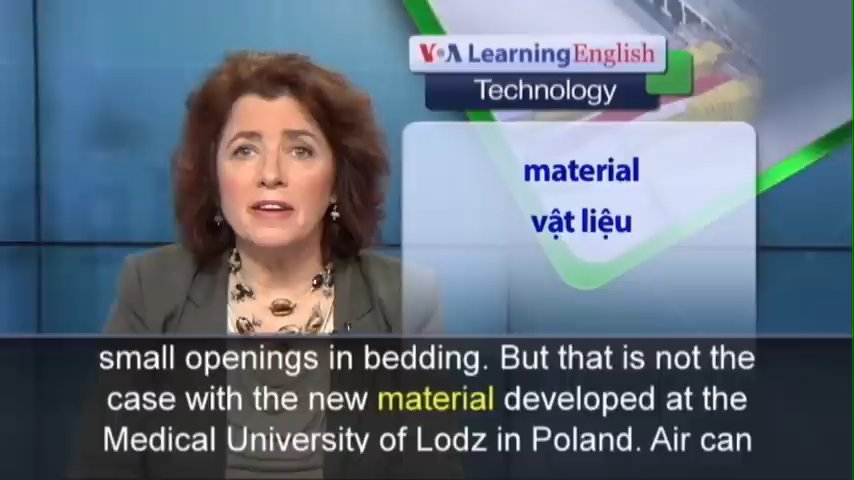 VOA Learning English
Technology
material
vật liệu
small openings in bedding. But that is not the
case with the new material developed at the
Medical University of Lodz in Poland. Air can